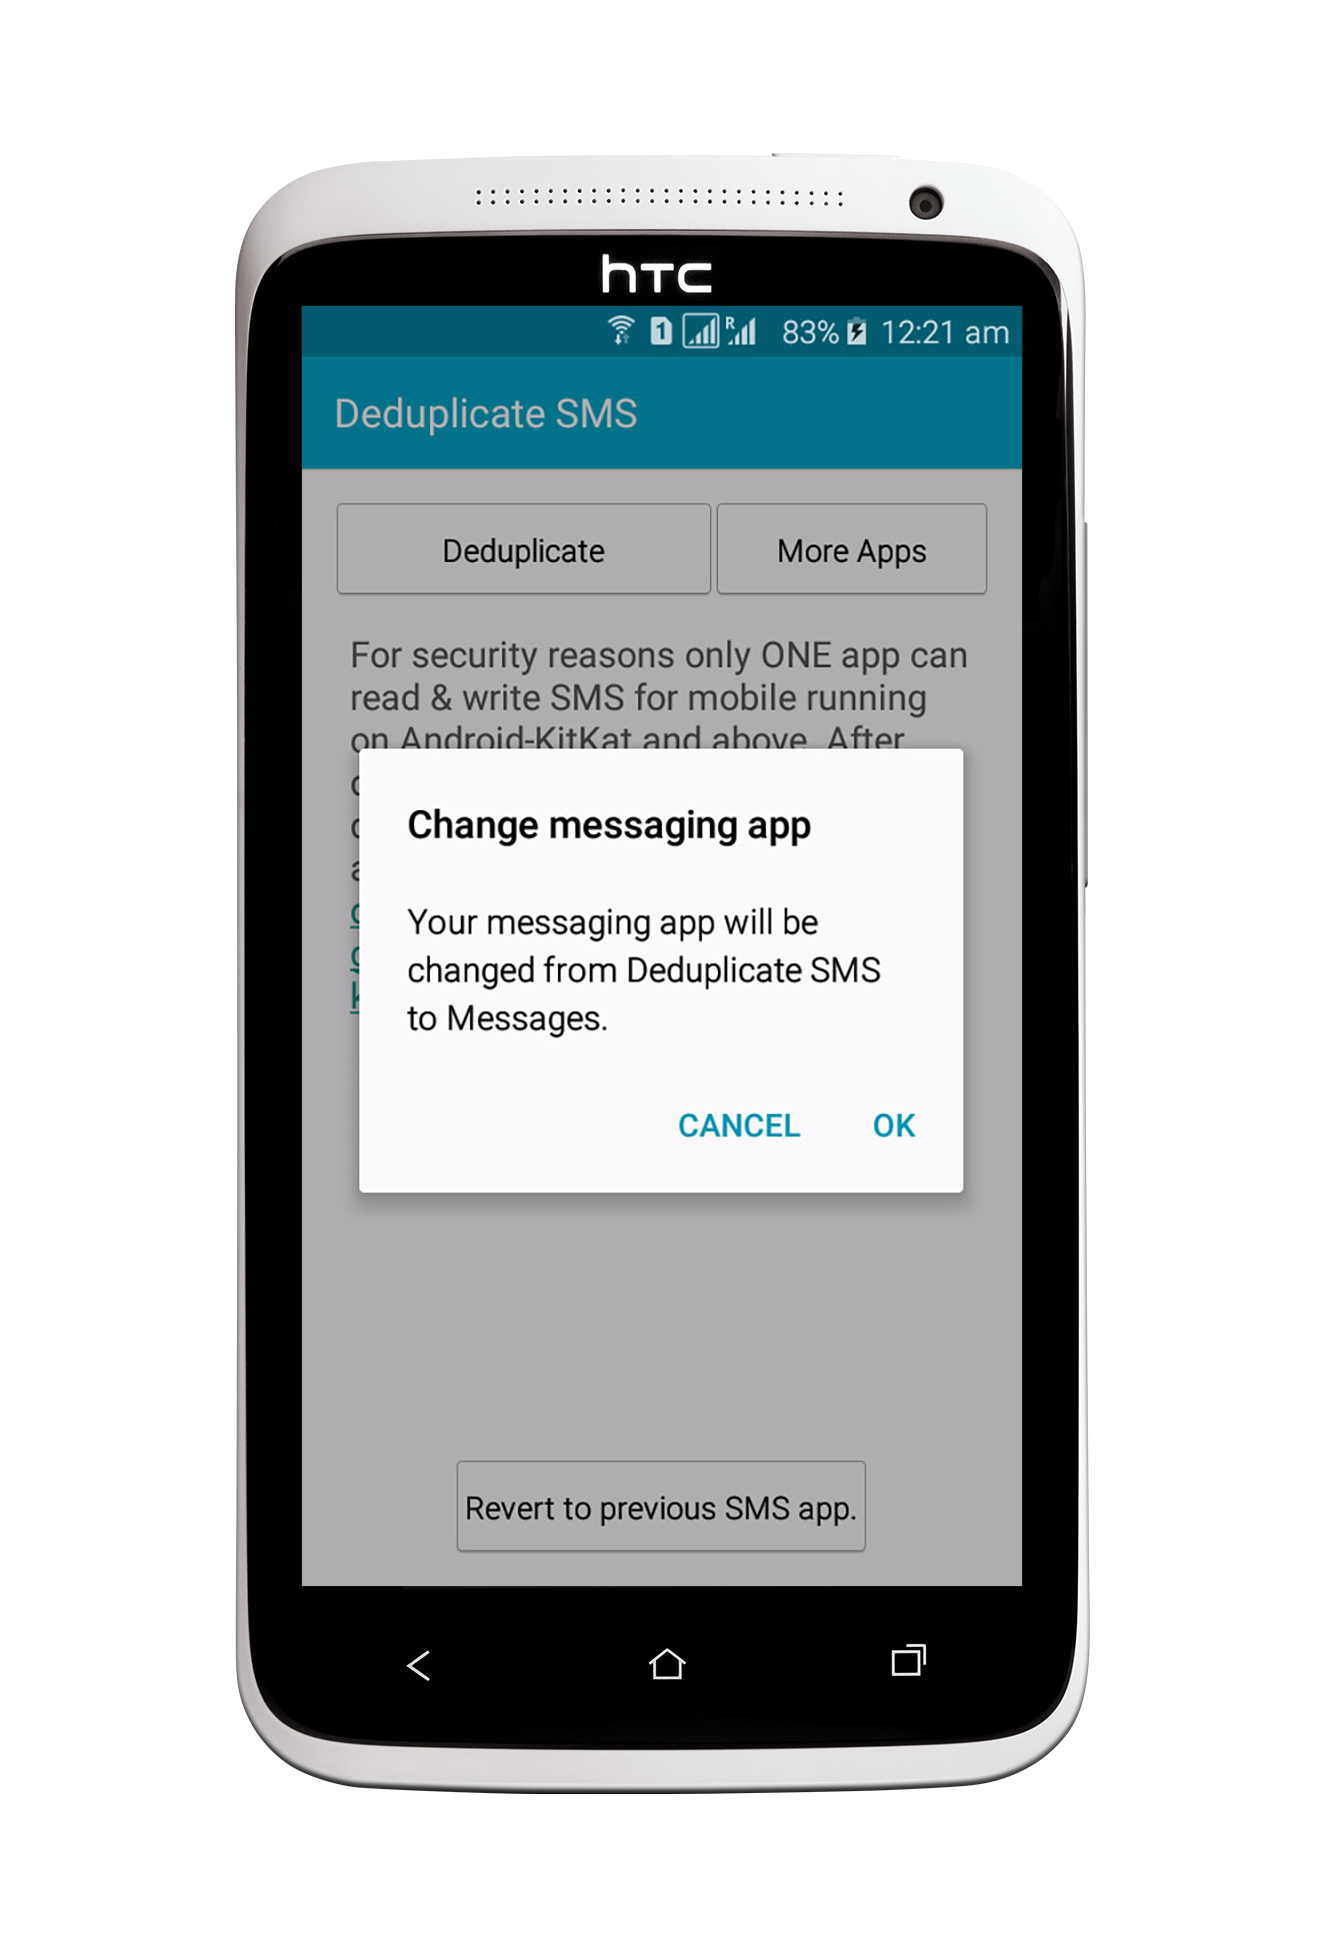 hTC
1 R 83% 12:21 am
Deduplicate SMS
Deduplicate More Apps
For security reasons only ONE app can
read & write SMS for mobile running
on Android-KitKat and above. After
Change messaging app
Your messaging app will be
changed from Deduplicate SMS
to Messages.
CANCEL OK
Revert to previous SMS app.